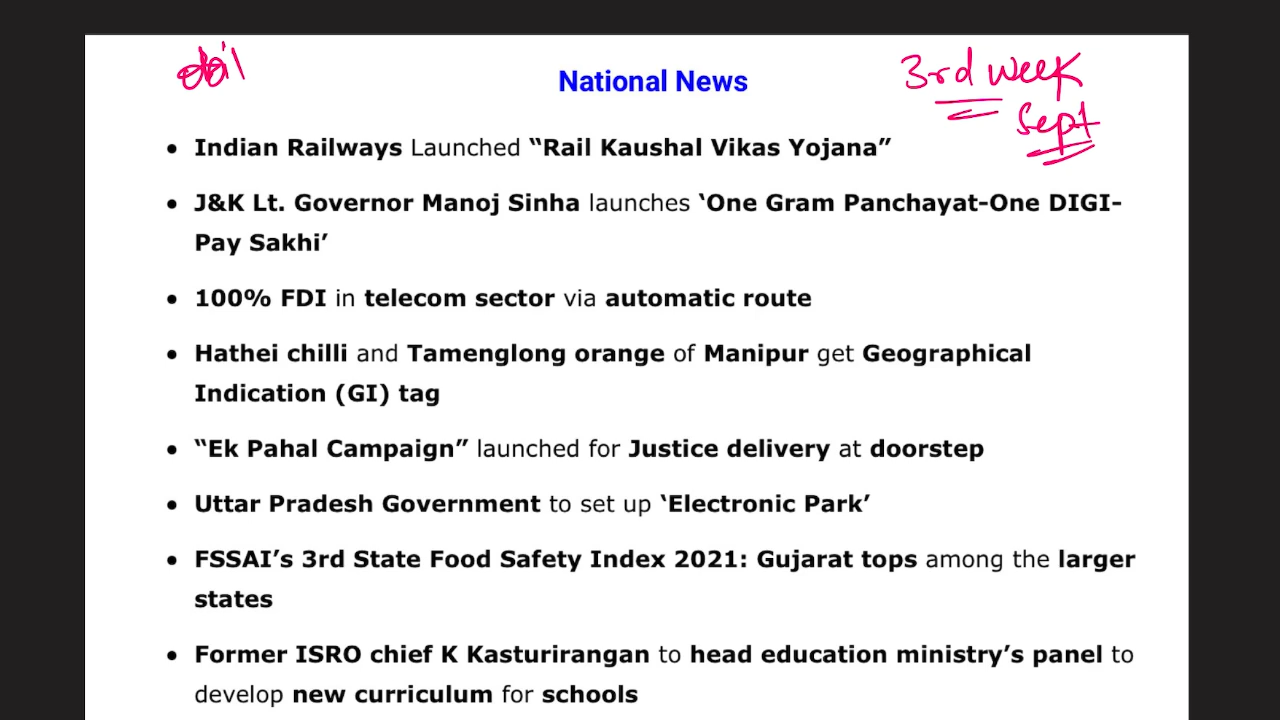 National News
3rd week
Sept
• Indian Railways Launched “Rail Kaushal Vikas Yojana”
• J&K Lt. Governor Manoj Sinha launches ‘One Gram Panchayat-One DIGI-
Pay Sakhi’
• 100% FDI in telecom sector via automatic route
• Hathei chilli and Tamenglong orange of Manipur get Geographical
Indication (GI) tag
• “Ek Pahal Campaign” launched for Justice delivery at doorstep
• Uttar Pradesh Government to set up ‘Electronic Park’
• FSSAI’s 3rd State Food Safety Index 2021: Gujarat tops among the larger
states
• Former ISRO chief K Kasturirangan to head education ministry’s panel to
develop new curriculum for schools